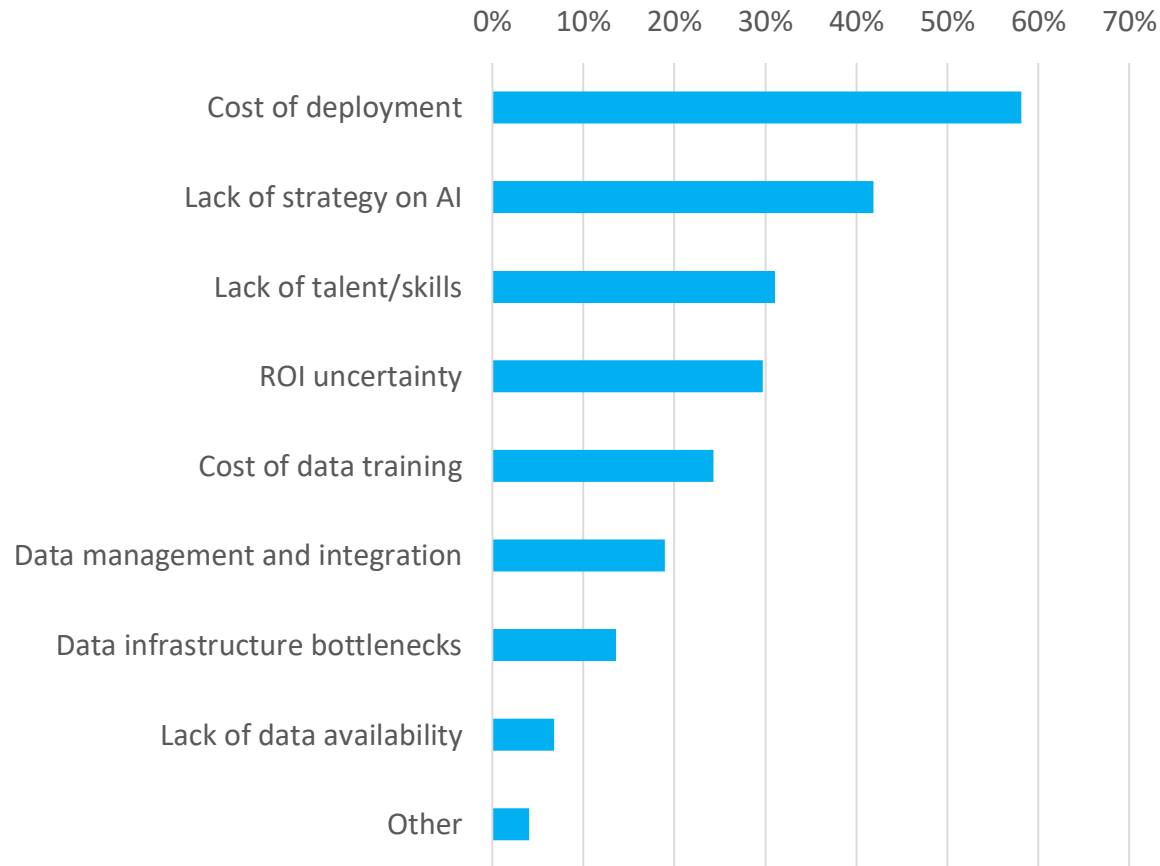 0% 10% 20% 30% 40% 50% 60% 70%
Cost of deployment
Lack of strategy on AI
Lack of talent/skills
ROI uncertainty
Cost of data training
Data management and integration
Data infrastructure bottlenecks
Lack of data availability
Other